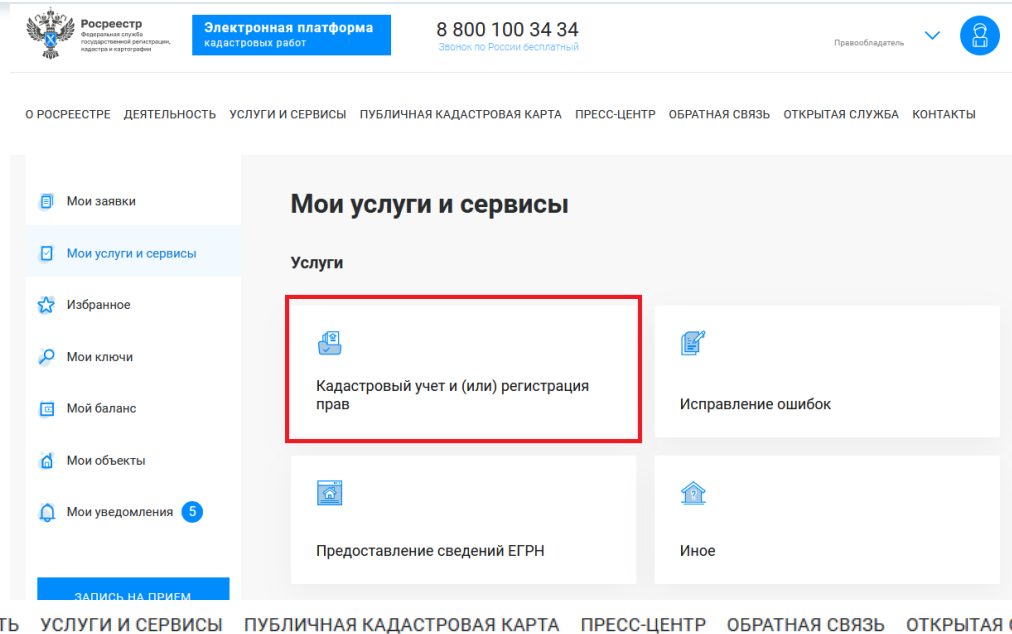 Росреестр
Федеральная служба
государственной регистрации,
кадастра и картографии
Электронная платформа
кадастровых работ
8 800 100 34 34
Звонок по России бесплатный
Правообладатель
О РОСРЕЕСТРЕ ДЕЯТЕЛЬНОСТЬ УСЛУГИ И СЕРВИСЫ ПУБЛИЧНАЯ КАДАСТРОВАЯ КАРТА ПРЕСС-ЦЕНТР ОБРАТНАЯ СВЯЗЬ ОТКРЫТАЯ СЛУЖБА КОНТАКТЫ
Мои заявки
Мои услуги и сервисы
Избранное
Мои ключи
Мой баланс
Мои объекты
Мои уведомления 5
ЗАПИСЬ НА ПРИЕМ
Мои услуги и сервисы
Услуги
Кадастровый учет и (или) регистрация
прав
Исправление ошибок
Предоставление сведений ЕГРН
Иное
ТЬ УСЛУГИ И СЕРВИСЫ ПУБЛИЧНАЯ КАДАСТРОВАЯ КАРТА ПРЕСС-ЦЕНТР ОБРАТНАЯ СВЯЗЬ ОТКРЫТАЯ С